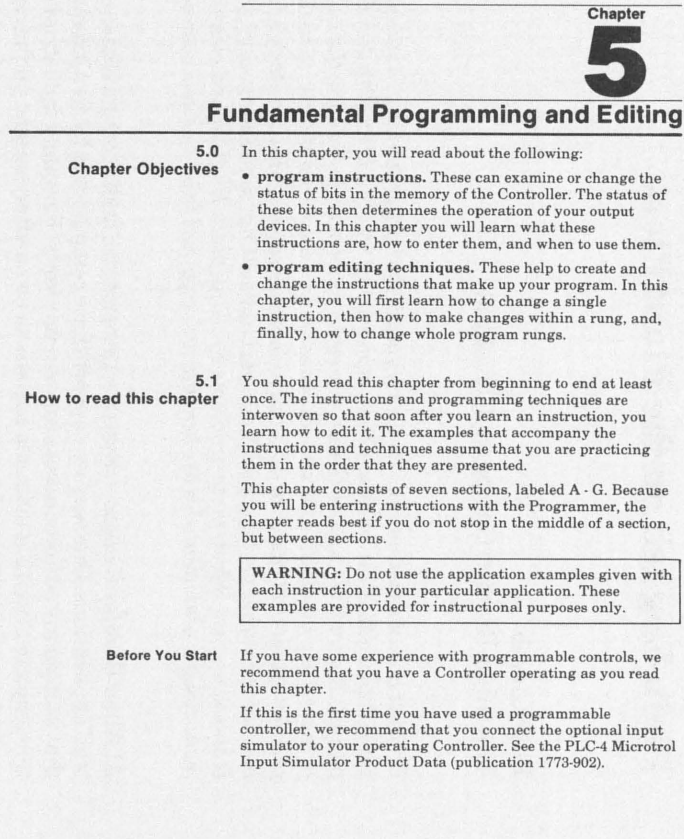 Chapter
5
Fundamental Programming and Editing
5.0
Chapter Objectives
In this chapter, you will read about the following:
• program instructions. These can examine or change the
status of bits in the memory of the Controller. The status of
these bits then determines the operation of your output
devices. In this chapter you will learn what these
instructions are, how to enter them, and when to use them.
• program editing techniques. These help to create and
change the instructions that make up your program. In this
chapter, you will first learn how to change a single
instruction, then how to make changes within a rung, and,
finally, how to change whole program rungs.
5.1
How to read this chapter
You should read this chapter from beginning to end at least
once. The instructions and programming techniques are
interwoven so that soon after you learn an instruction, you
learn how to edit it. The examples that accompany the
instructions and techniques assume that you are practicing
them in the order that they are presented.
This chapter consists of seven sections, labeled A - G. Because
you will be entering instructions with the Programmer, the
chapter reads best if you do not stop in the middle of a section,
but between sections.
WARNING: Do not use the application examples given with
each instruction in your particular application. These
examples are provided for instructional purposes only.
Before You Start
If you have some experience with programmable controls, we
recommend that you have a Controller operating as you read
this chapter.
If this is the first time you have used a programmable
controller, we recommend that you connect the optional input
simulator to your operating Controller. See the PLC-4 Microtrol
Input Simulator Product Data (publication 1773-902).